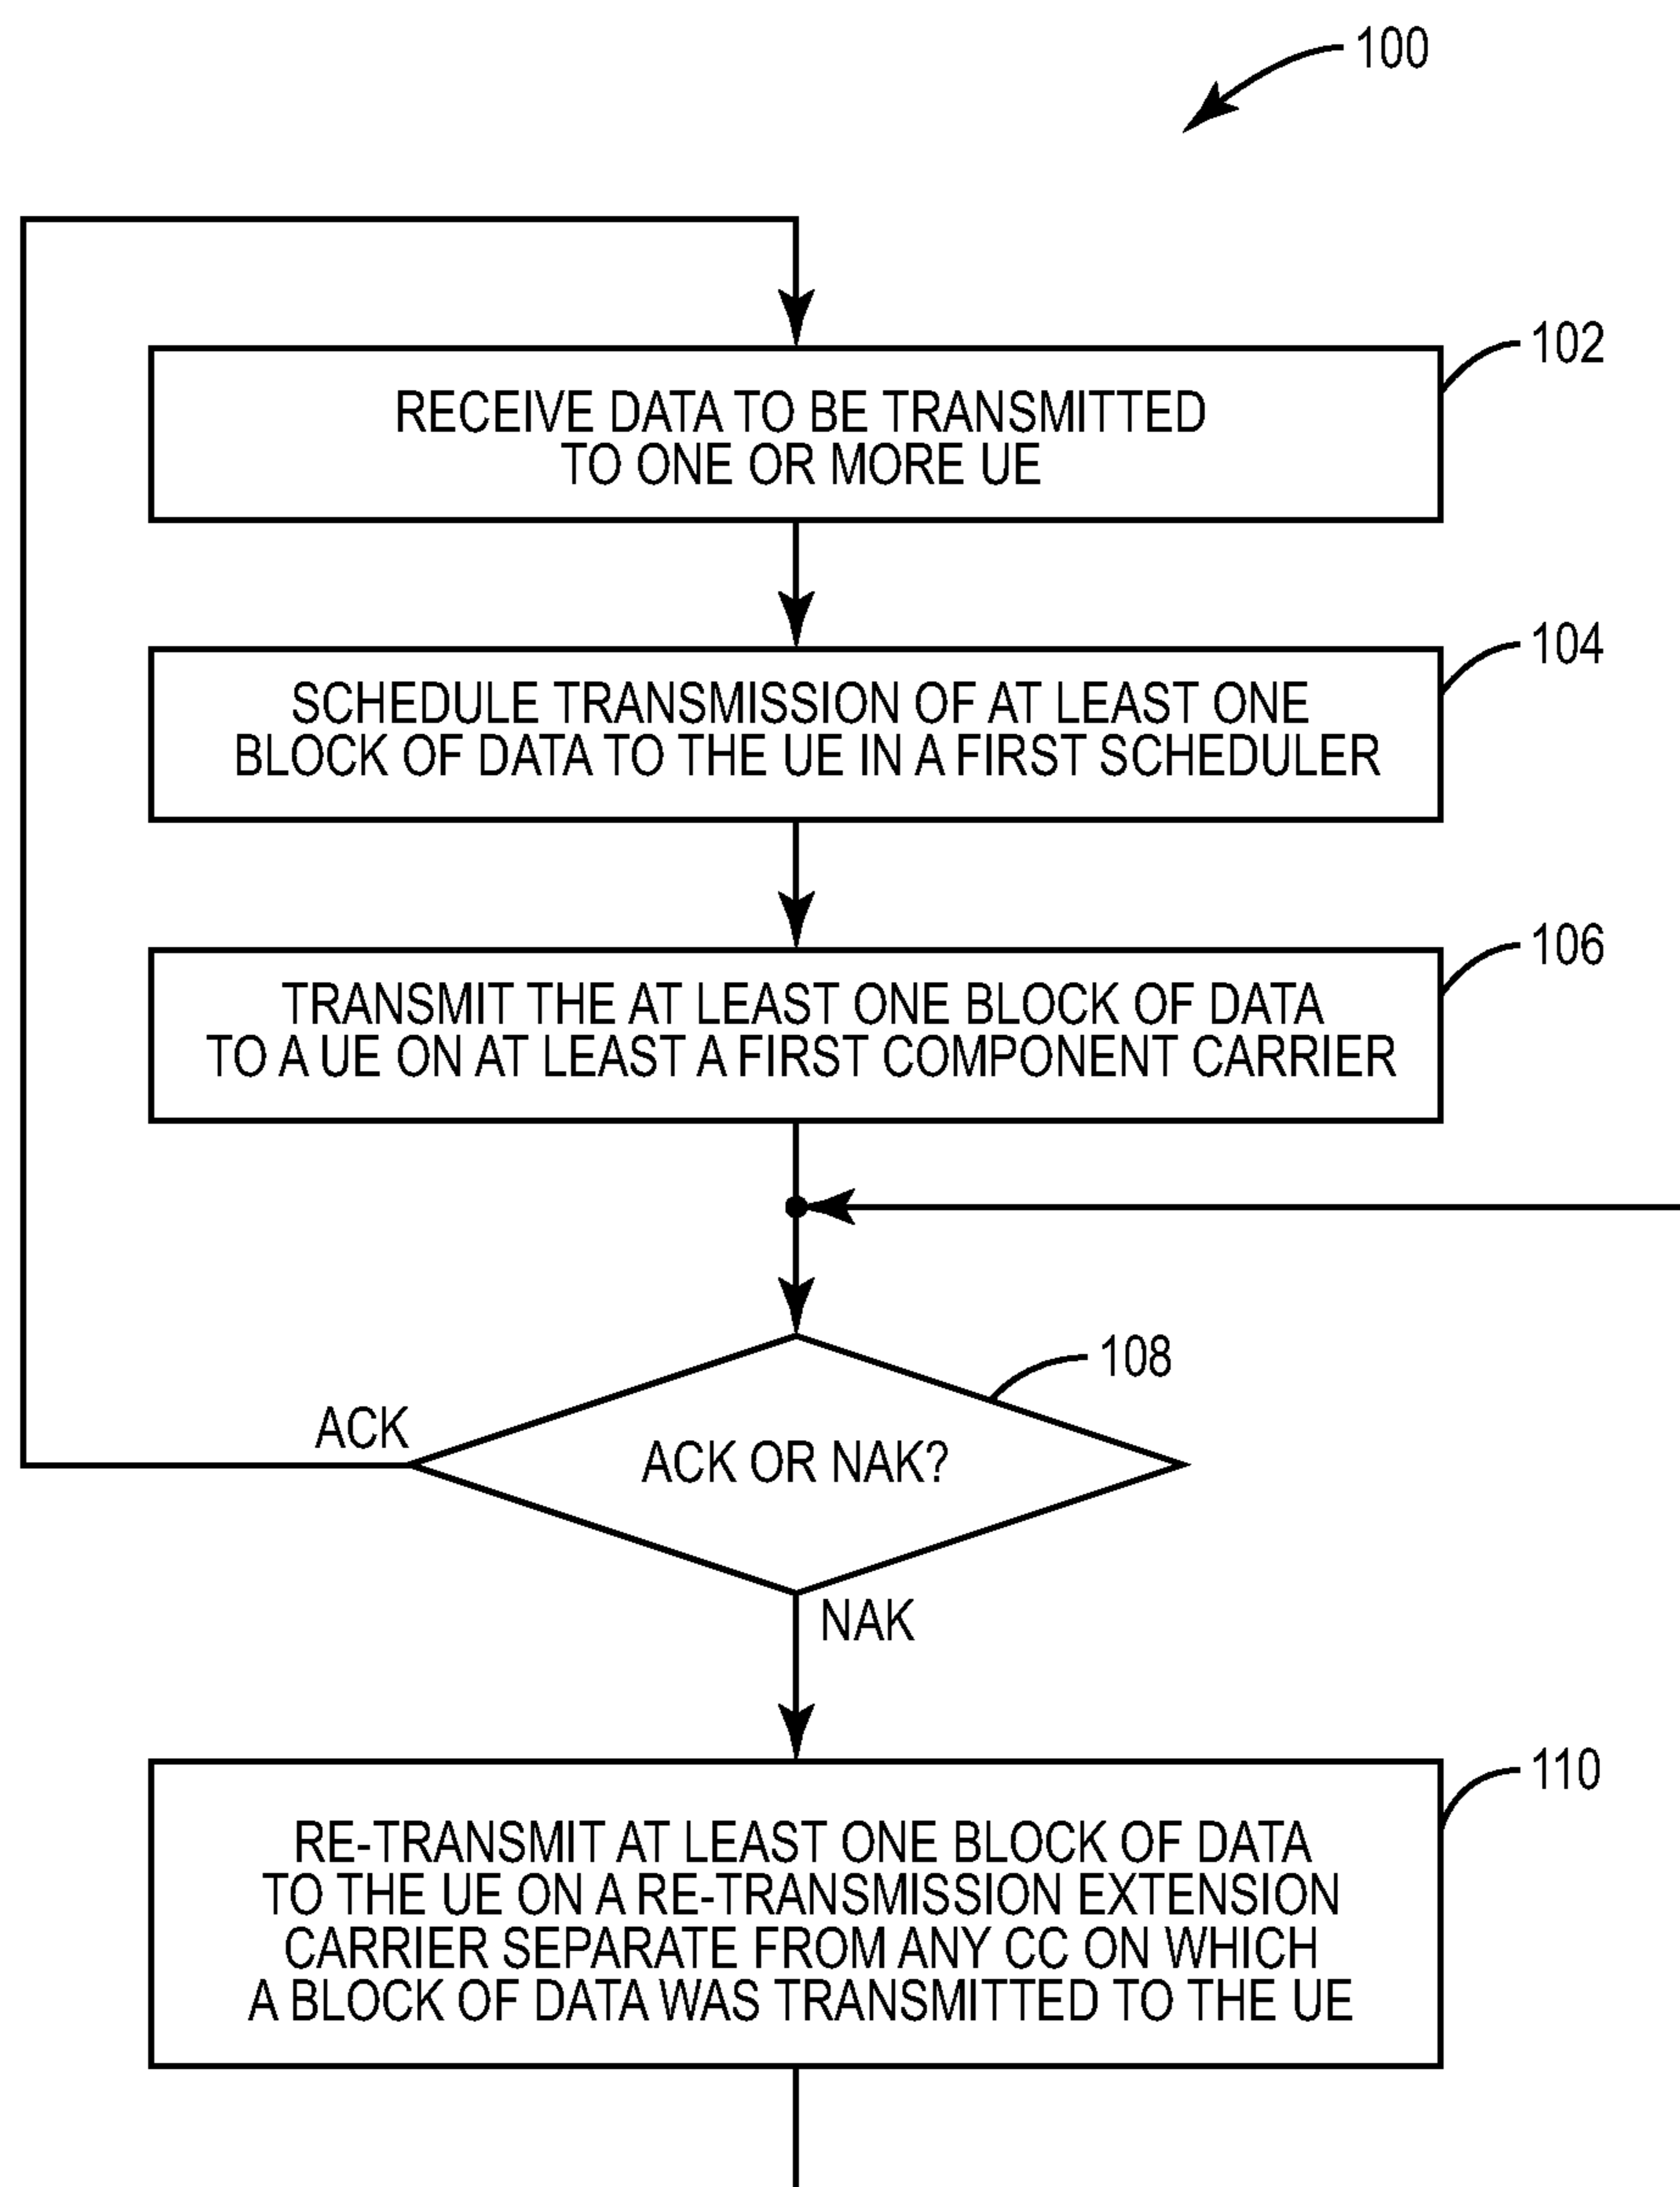 100
102
RECEIVE DATA TO BE TRANSMITTED
TO ONE OR MORE UE
104
SCHEDULE TRANSMISSION OF AT LEAST ONE
BLOCK OF DATA TO THE UE IN A FIRST SCHEDULER
106
TRANSMIT THE AT LEAST ONE BLOCK OF DATA
TO A UE ON AT LEAST A FIRST COMPONENT CARRIER
108
ACK
ACK OR NAK?
NAK
110
RE-TRANSMIT AT LEAST ONE BLOCK OF DATA
TO THE UE ON A RE-TRANSMISSION EXTENSION
CARRIER SEPARATE FROM ANY CC ON WHICH
A BLOCK OF DATA WAS TRANSMITTED TO THE UE